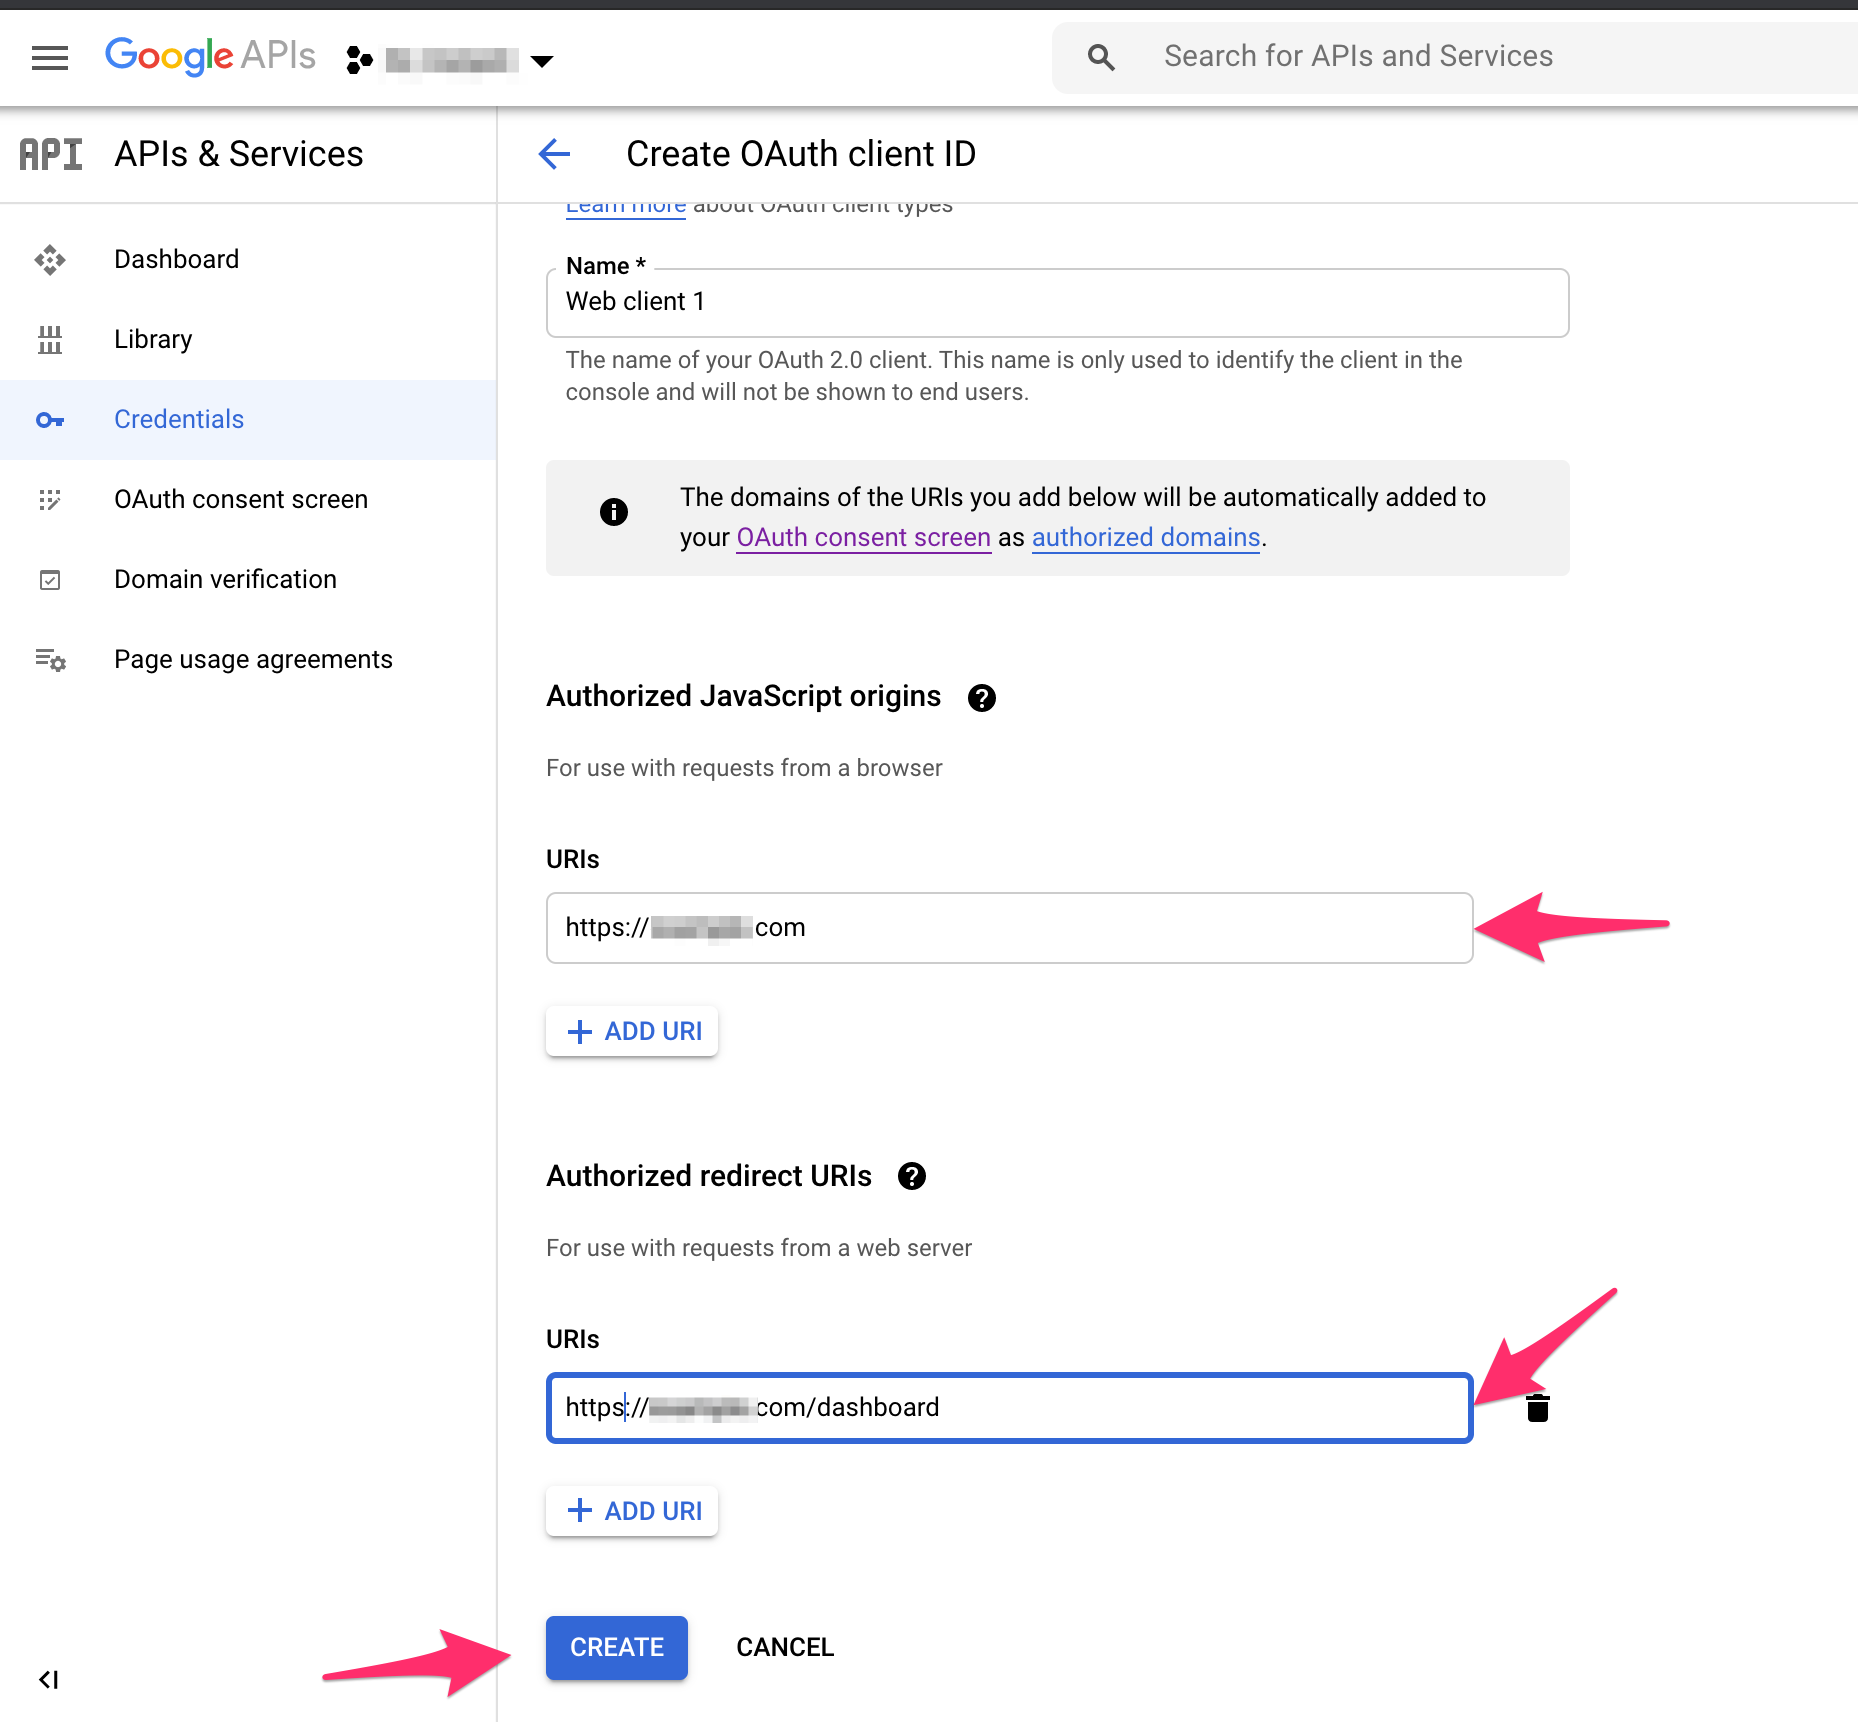 Google APIs
Search for APIs and Services
API
APIs & Services
Create OAuth client ID
Learn more about OAuth client types
Dashboard
Library
Credentials
OAuth consent screen
Domain verification
Page usage agreements
Name *
Web client 1
The name of your OAuth 2.0 client. This name is only used to identify the client in the
console and will not be shown to end users.
The domains of the URIs you add below will be automatically added to
your OAuth consent screen as authorized domains.
Authorized JavaScript origins
For use with requests from a browser
URIs
https:// com
ADD URI
Authorized redirect URIs
For use with requests from a web server
URIs
https:// com/dashboard
ADD URI
CREATE
CANCEL